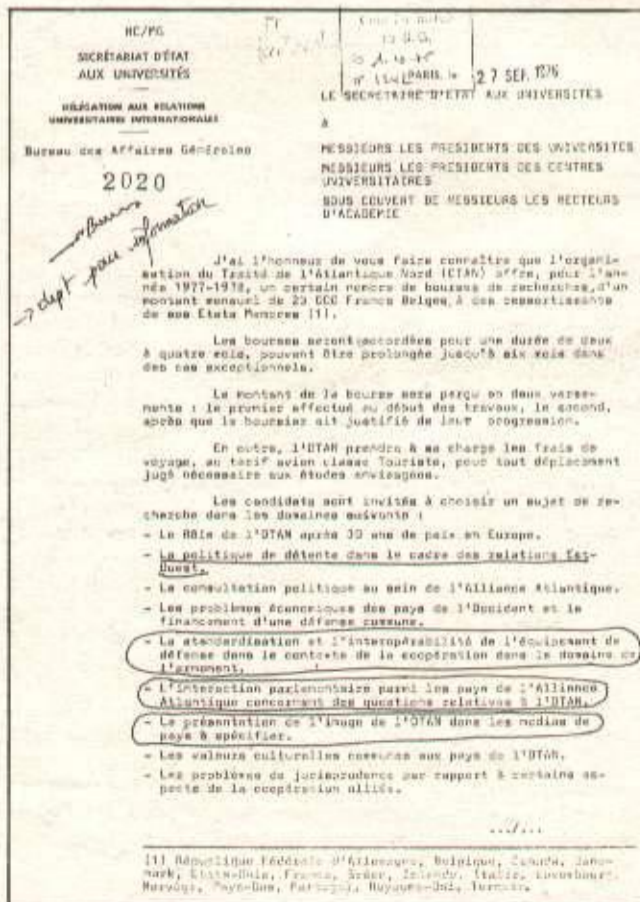 HC/PG
SECRÉTARIAT D'ÉTAT
AUX UNIVERSITÉS
DÉLÉGATION AUX RELATIONS
UNIVERSITAIRES INTERNATIONALES
Bureau des Affaires Générales
2020
PARIS, le 27 SEP. 1976
LE SECRETAIRE D'ETAT AUX UNIVERSITES
à
MESSIEURS LES PRESIDENTS DES UNIVERSITES
MESSIEURS LES PRESIDENTS DES CENTRES
UNIVERSITAIRES
SOUS COUVERT DE MESSIEURS LES RECTEURS
D'ACADEMIE
→ dept pour information
J'ai l'honneur de vous faire connaître que l'organi-
sation du Traité de l'Atlantique Nord (OTAN) offre, pour l'an-
née 1977-1978, un certain nombre de bourses de recherches, d'un
montant mensuel de 23 000 Francs Belges, à des ressortissants
de ses Etats Membres (1).
Les bourses seront accordées pour une durée de deux
à quatre mois, pouvant être prolongée jusqu'à six mois dans
des cas exceptionnels.
Le montant de la bourse sera perçu en deux verse-
ments : le premier effectué au début des travaux, le second,
après que le boursier ait justifié de leur progression.
En outre, l'OTAN prendra à sa charge les frais de
voyage, au tarif avion classe Touriste, pour tout déplacement
jugé nécessaire aux études envisagées.
Les candidats sont invités à choisir un sujet de re-
cherche dans les domaines suivants :
- Le Rôle de l'OTAN après 30 ans de paix en Europe.
- La politique de détente dans le cadre des relations Est-
Ouest.
- La consultation politique au sein de l'Alliance Atlantique.
- Les problèmes économiques des pays de l'Occident et le
financement d'une défense commune.
- La standardisation et l'interopérabilité de l'équipement de
défense dans le contexte de la coopération dans le domaine de
l'armement.
- L'interaction parlementaire parmi les pays de l'Alliance
Atlantique concernant des questions relatives à l'OTAN.
- La présentation de l'image de l'OTAN dans les médias de
pays à spécifier.
- Les valeurs culturelles communes aux pays de l'OTAN.
- Les problèmes de jurisprudence par rapport à certains as-
pects de la coopération alliée.
.../...
(1) République Fédérale d'Allemagne, Belgique, Canada, Dane-
mark, Etats-Unis, France, Grèce, Islande, Italie, Luxembourg,
Norvège, Pays-Bas, Portugal, Royaume-Uni, Turquie.